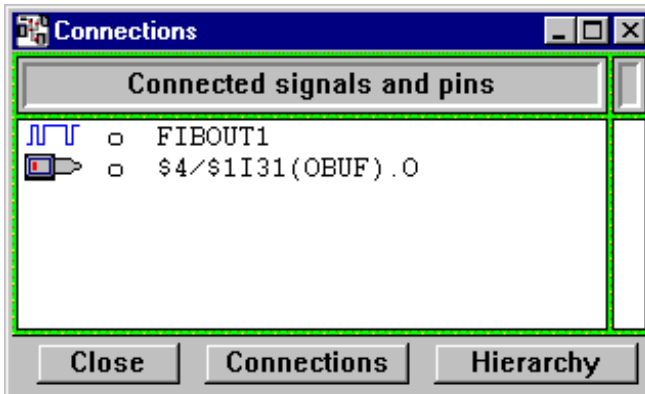 Connections
Connected signals and pins
o FIBOUT1
o $4/$1I31(OBUF).O
Close Connections Hierarchy